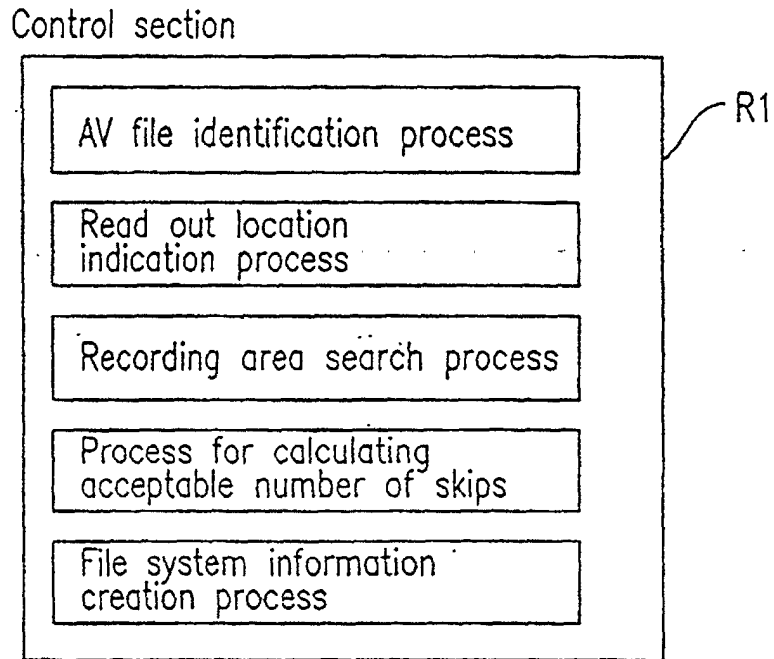 Control section
R1
AV file identification process
Read out location
indication process
Recording area search process
Process for calculating
acceptable number of skips
File system information
creation process